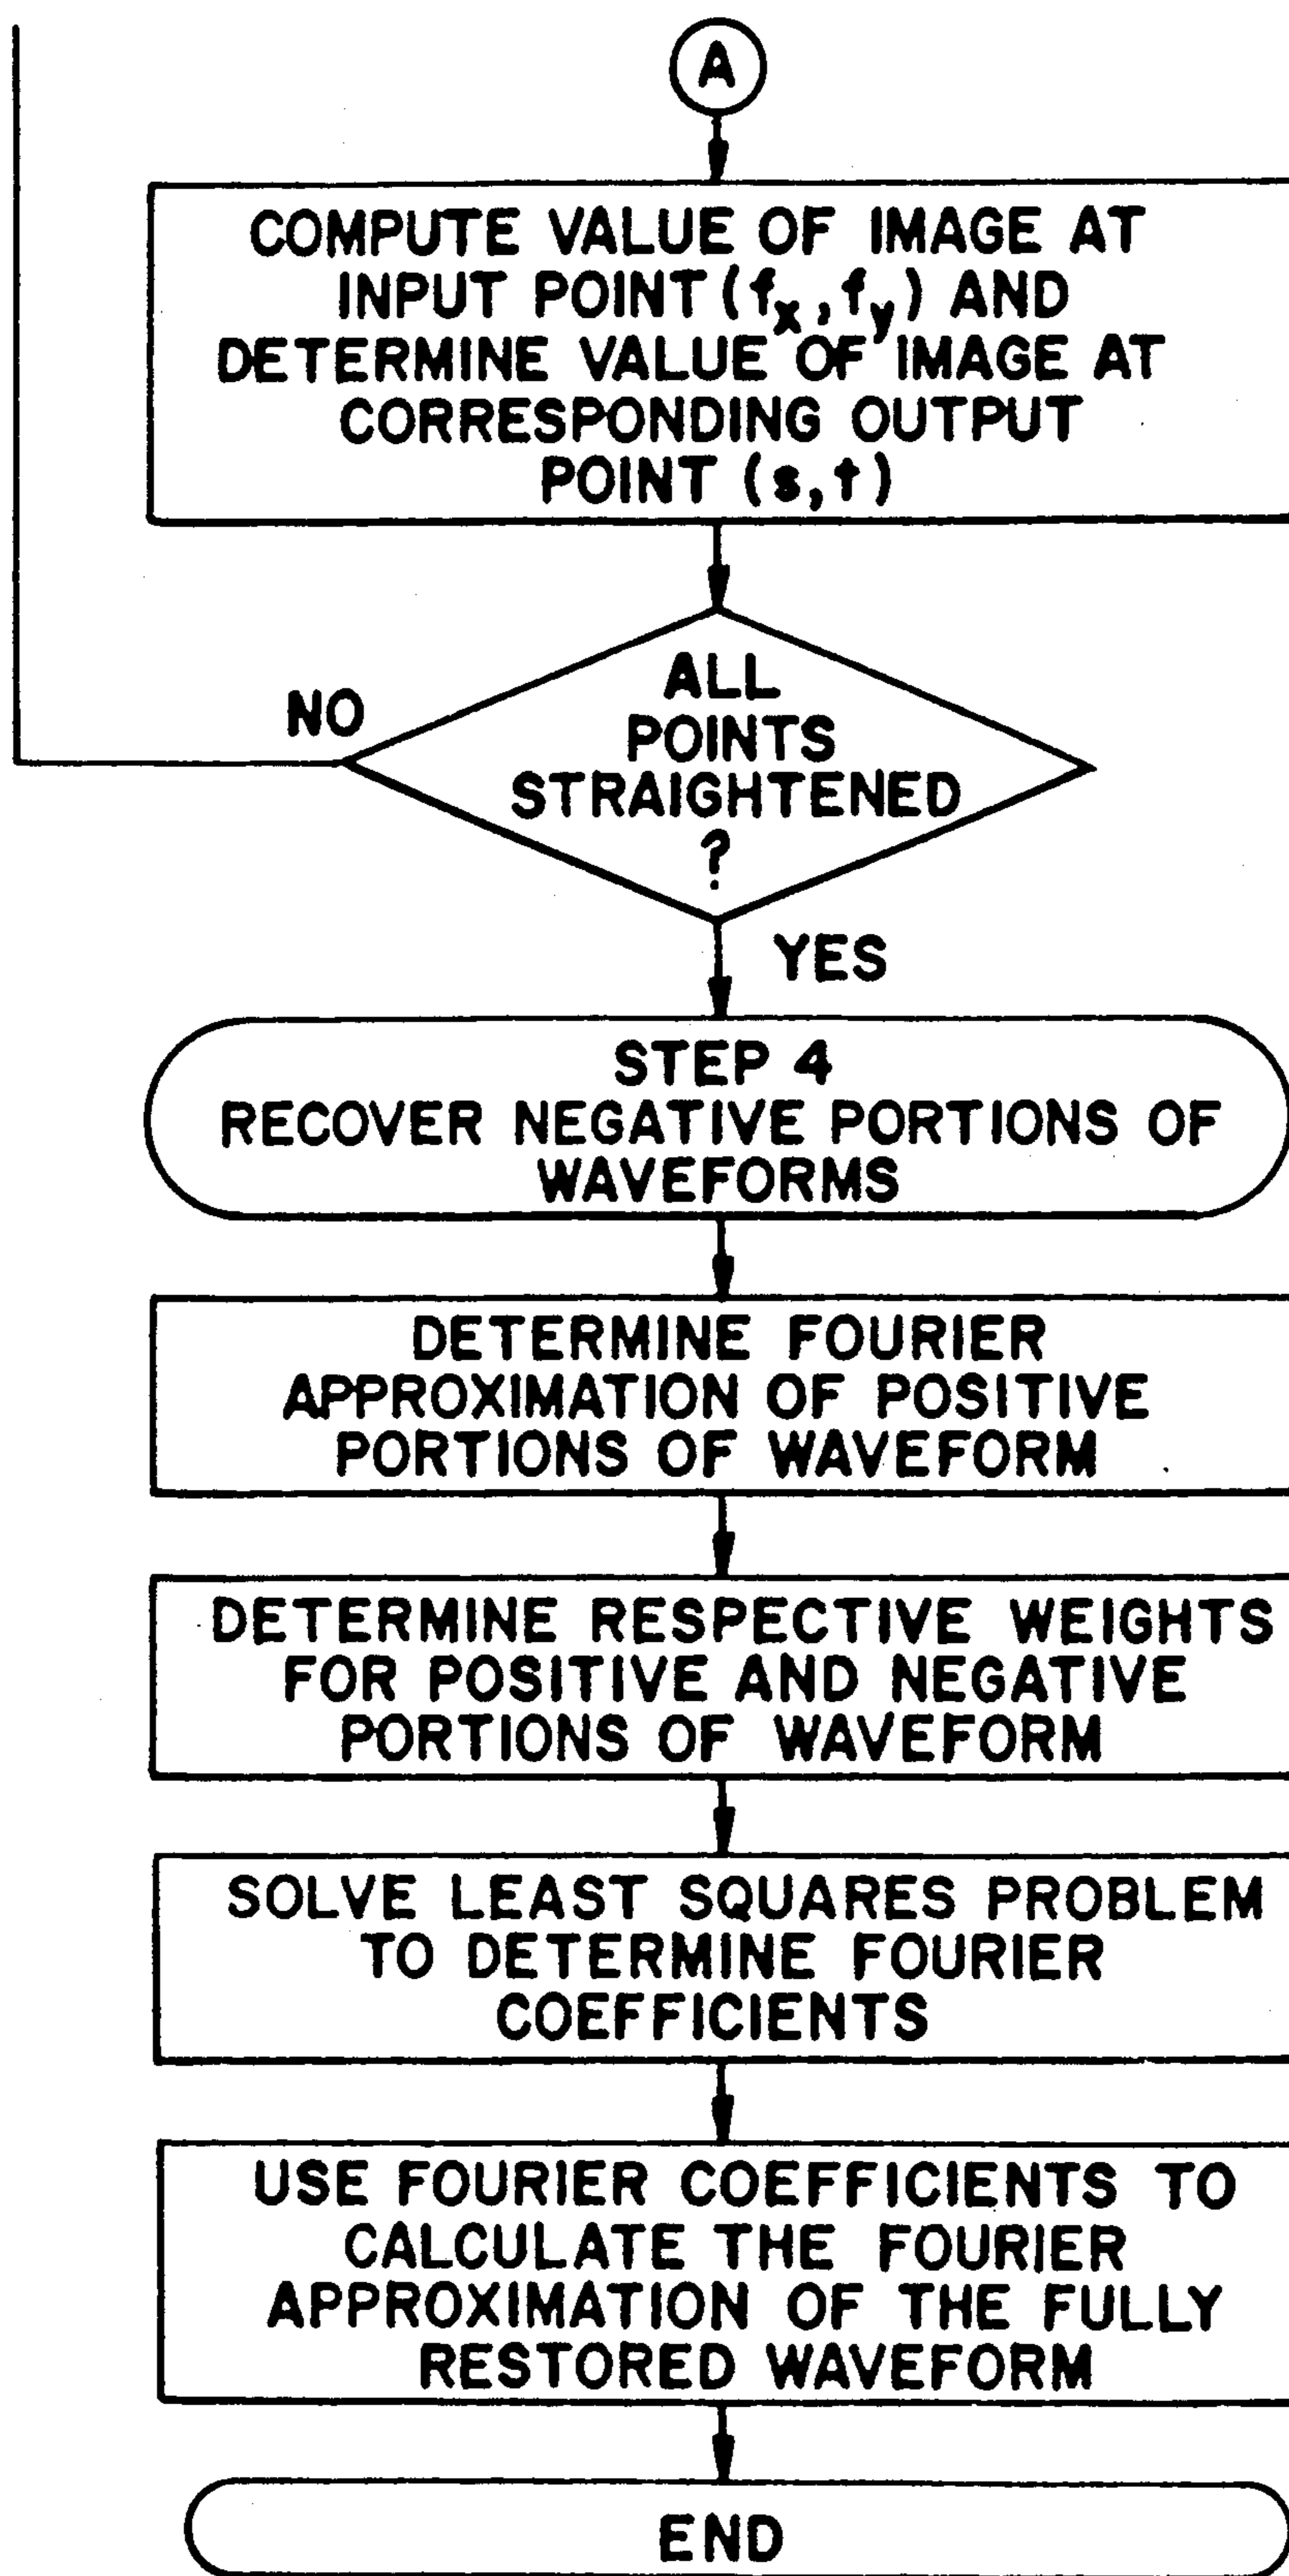 A
COMPUTE VALUE OF IMAGE AT
INPUT POINT (fx, fy) AND
DETERMINE VALUE OF IMAGE AT
CORRESPONDING OUTPUT
POINT (s, t)
ALL
POINTS
STRAIGHTENED
?
NO
YES
STEP 4
RECOVER NEGATIVE PORTIONS OF
WAVEFORMS
DETERMINE FOURIER
APPROXIMATION OF POSITIVE
PORTIONS OF WAVEFORM
DETERMINE RESPECTIVE WEIGHTS
FOR POSITIVE AND NEGATIVE
PORTIONS OF WAVEFORM
SOLVE LEAST SQUARES PROBLEM
TO DETERMINE FOURIER
COEFFICIENTS
USE FOURIER COEFFICIENTS TO
CALCULATE THE FOURIER
APPROXIMATION OF THE FULLY
RESTORED WAVEFORM
END